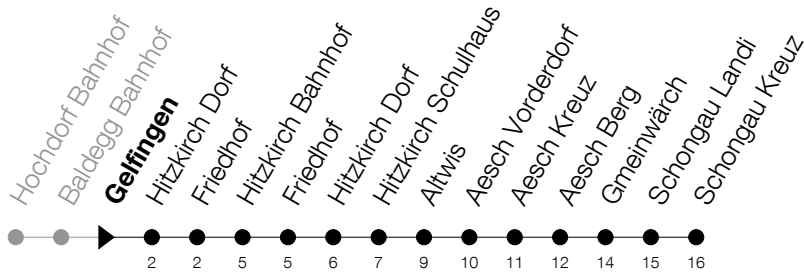 Hochdorf Bahnhof
Baldegg Bahnhof
Gelfingen
Hitzkirch Dorf
Friedhof
Hitzkirch Bahnhof
Friedhof
Hitzkirch Dorf
Hitzkirch Schulhaus
Altwis
Aesch Vorderdorf
Aesch Kreuz
Aesch Berg
Gmeinwärch
Schongau Landi
Schongau Kreuz
2 2 5 5 6 7 9 10 11 12 14 15 16